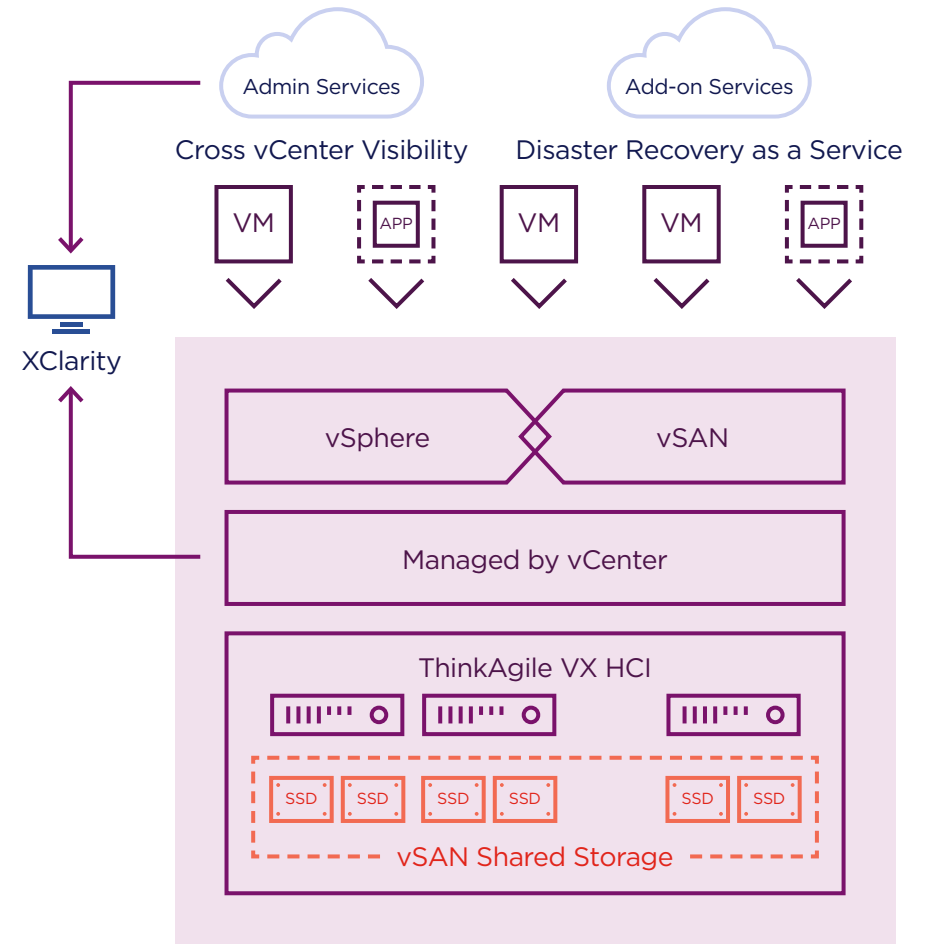 Admin Services
Add-on Services
Cross vCenter Visibility
Disaster Recovery as a Service
VM
APP
VM
VM
APP
XClarity
vSphere
vSAN
Managed by vCenter
ThinkAgile VX HCI
SSD
SSD
SSD
SSD
SSD
SSD
vSAN Shared Storage